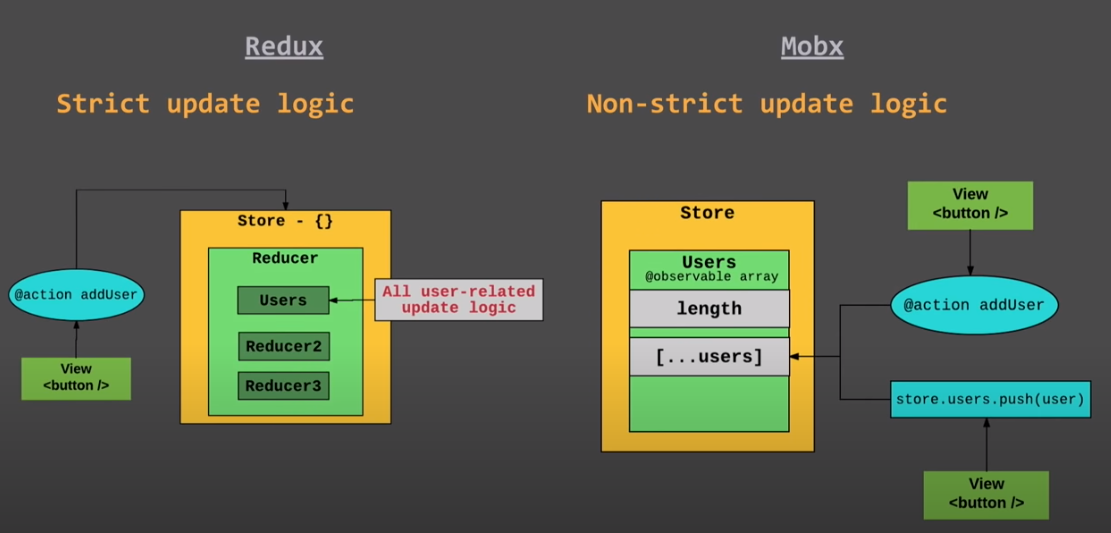 Redux
Strict update logic
Store - {}
Reducer
Users
Reducer2
Reducer3
All user-related
update logic
@action addUser
View
<button />
Mobx
Non-strict update logic
Store
Users
@observable array
length
[...users]
View
<button />
@action addUser
store.users.push(user)
View
<button />